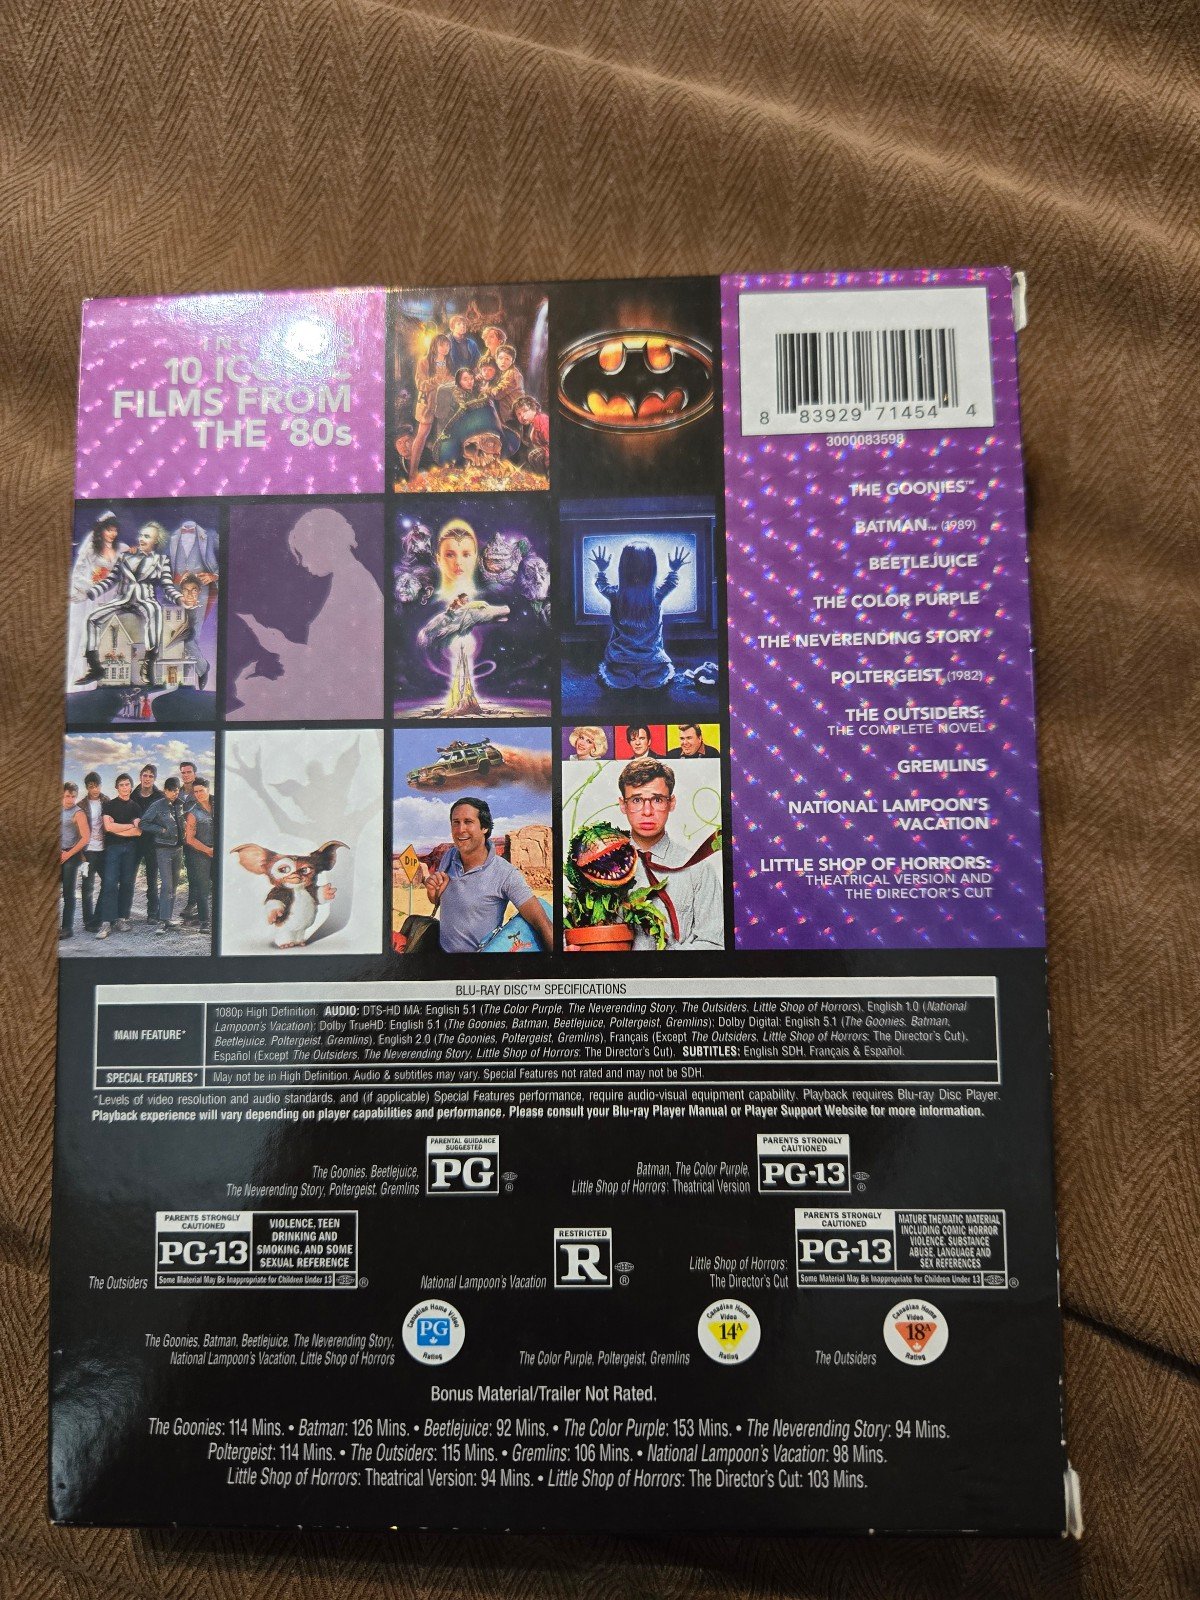 10
FILMS FROM
THE '80s
8 83929 71454 4
3000083598
THE GOONIES™
BATMAN™ (1989)
BEETLEJUICE
THE COLOR PURPLE
THE NEVERENDING STORY
POLTERGEIST (1982)
THE OUTSIDERS:
THE COMPLETE NOVEL
GREMLINS
NATIONAL LAMPOON'S
VACATION
LITTLE SHOP OF HORRORS:
THEATRICAL VERSION AND
THE DIRECTOR'S CUT
DIP
BLU-RAY DISC™ SPECIFICATIONS
MAIN FEATURE*
1080p High Definition. AUDIO: DTS-HD MA: English 5.1 (The Color Purple, The Neverending Story, The Outsiders, Little Shop of Horrors), English 1.0 (National
Lampoon's Vacation); Dolby TrueHD: English 5.1 (The Goonies, Batman, Beetlejuice, Poltergeist, Gremlins); Dolby Digital: English 5.1 (The Goonies, Batman,
Beetlejuice, Poltergeist, Gremlins), English 2.0 (The Goonies, Poltergeist, Gremlins), Français (Except The Outsiders, Little Shop of Horrors: The Director's Cut),
Español (Except The Outsiders, The Neverending Story, Little Shop of Horrors: The Director's Cut). SUBTITLES: English SDH, Français & Español.
SPECIAL FEATURES*
May not be in High Definition. Audio & subtitles may vary. Special Features not rated and may not be SDH.
*Levels of video resolution and audio standards, and (if applicable) Special Features performance, require audio-visual equipment capability. Playback requires Blu-ray Disc Player.
Playback experience will vary depending on player capabilities and performance. Please consult your Blu-ray Player Manual or Player Support Website for more information.
The Goonies, Beetlejuice,
The Neverending Story, Poltergeist, Gremlins
PARENTAL GUIDANCE
SUGGESTED
PG
®
Batman, The Color Purple,
Little Shop of Horrors: Theatrical Version
PARENTS STRONGLY
CAUTIONED
PG-13
®
The Outsiders
PARENTS STRONGLY
CAUTIONED
PG-13
VIOLENCE, TEEN
DRINKING AND
SMOKING, AND SOME
SEXUAL REFERENCE
Some Material May Be Inappropriate for Children Under 13
®
National Lampoon's Vacation
RESTRICTED
R
®
Little Shop of Horrors:
The Director's Cut
PARENTS STRONGLY
CAUTIONED
PG-13
MATURE THEMATIC MATERIAL
INCLUDING COMIC HORROR
VIOLENCE, SUBSTANCE
ABUSE, LANGUAGE AND
SEX REFERENCES
Some Material May Be Inappropriate for Children Under 13
®
The Goonies, Batman, Beetlejuice, The Neverending Story,
National Lampoon's Vacation, Little Shop of Horrors
Canadian Home Video
PG
Rating
The Color Purple, Poltergeist, Gremlins
Canadian Home Video
14A
Rating
The Outsiders
Canadian Home Video
18A
Rating
Bonus Material/Trailer Not Rated.
The Goonies: 114 Mins. • Batman: 126 Mins. • Beetlejuice: 92 Mins. • The Color Purple: 153 Mins. • The Neverending Story: 94 Mins.
Poltergeist: 114 Mins. • The Outsiders: 115 Mins. • Gremlins: 106 Mins. • National Lampoon's Vacation: 98 Mins.
Little Shop of Horrors: Theatrical Version: 94 Mins. • Little Shop of Horrors: The Director's Cut: 103 Mins.